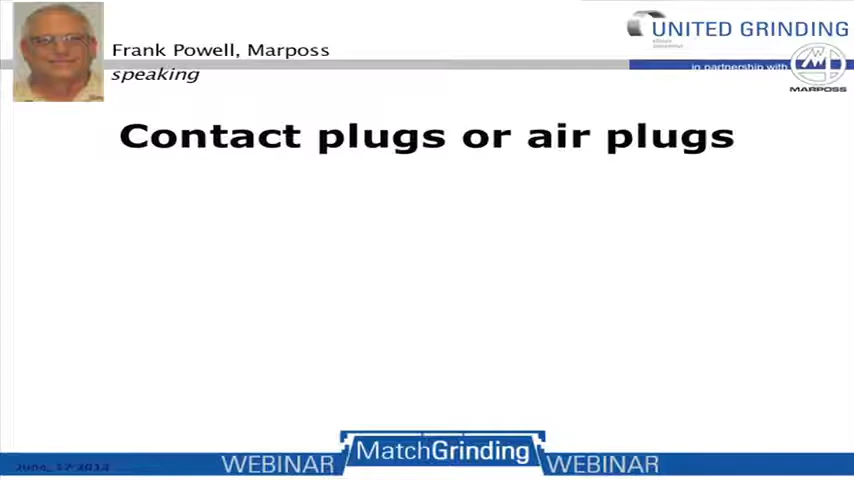 UNITED GRINDING
Frank Powell, Marposs
in partnership with
speaking
MARPOSS
Contact plugs or air plugs
MatchGrinding
WEBINAR
WEBINAR